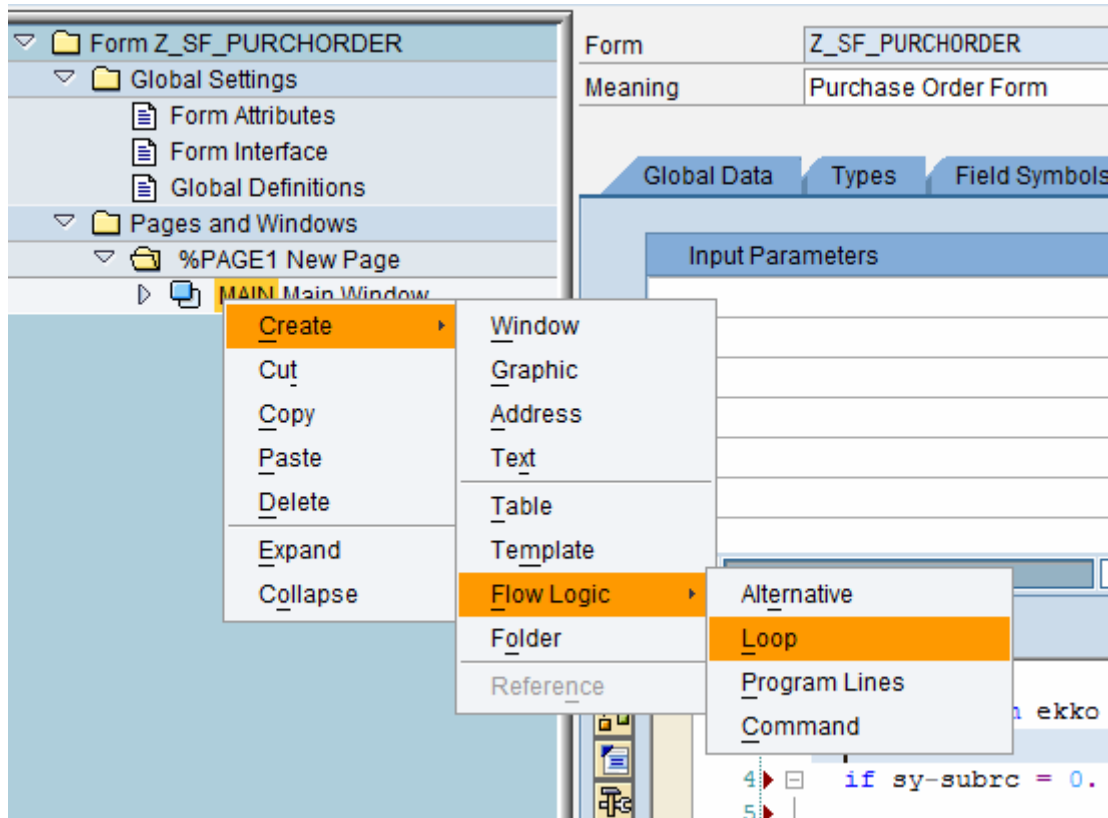 Form Z_SF_PURCHORDER
Global Settings
Form Attributes
Form Interface
Global Definitions
Pages and Windows
%PAGE1 New Page
MAIN Main Window
Form Z_SF_PURCHORDER
Meaning Purchase Order Form
Global Data Types Field Symbols
Input Parameters
Create
Cut
Copy
Paste
Delete
Expand
Collapse
Window
Graphic
Address
Text
Table
Template
Flow Logic
Folder
Reference
Alternative
Loop
Program Lines
Command
ekko
4 if sy-subrc = 0.
5